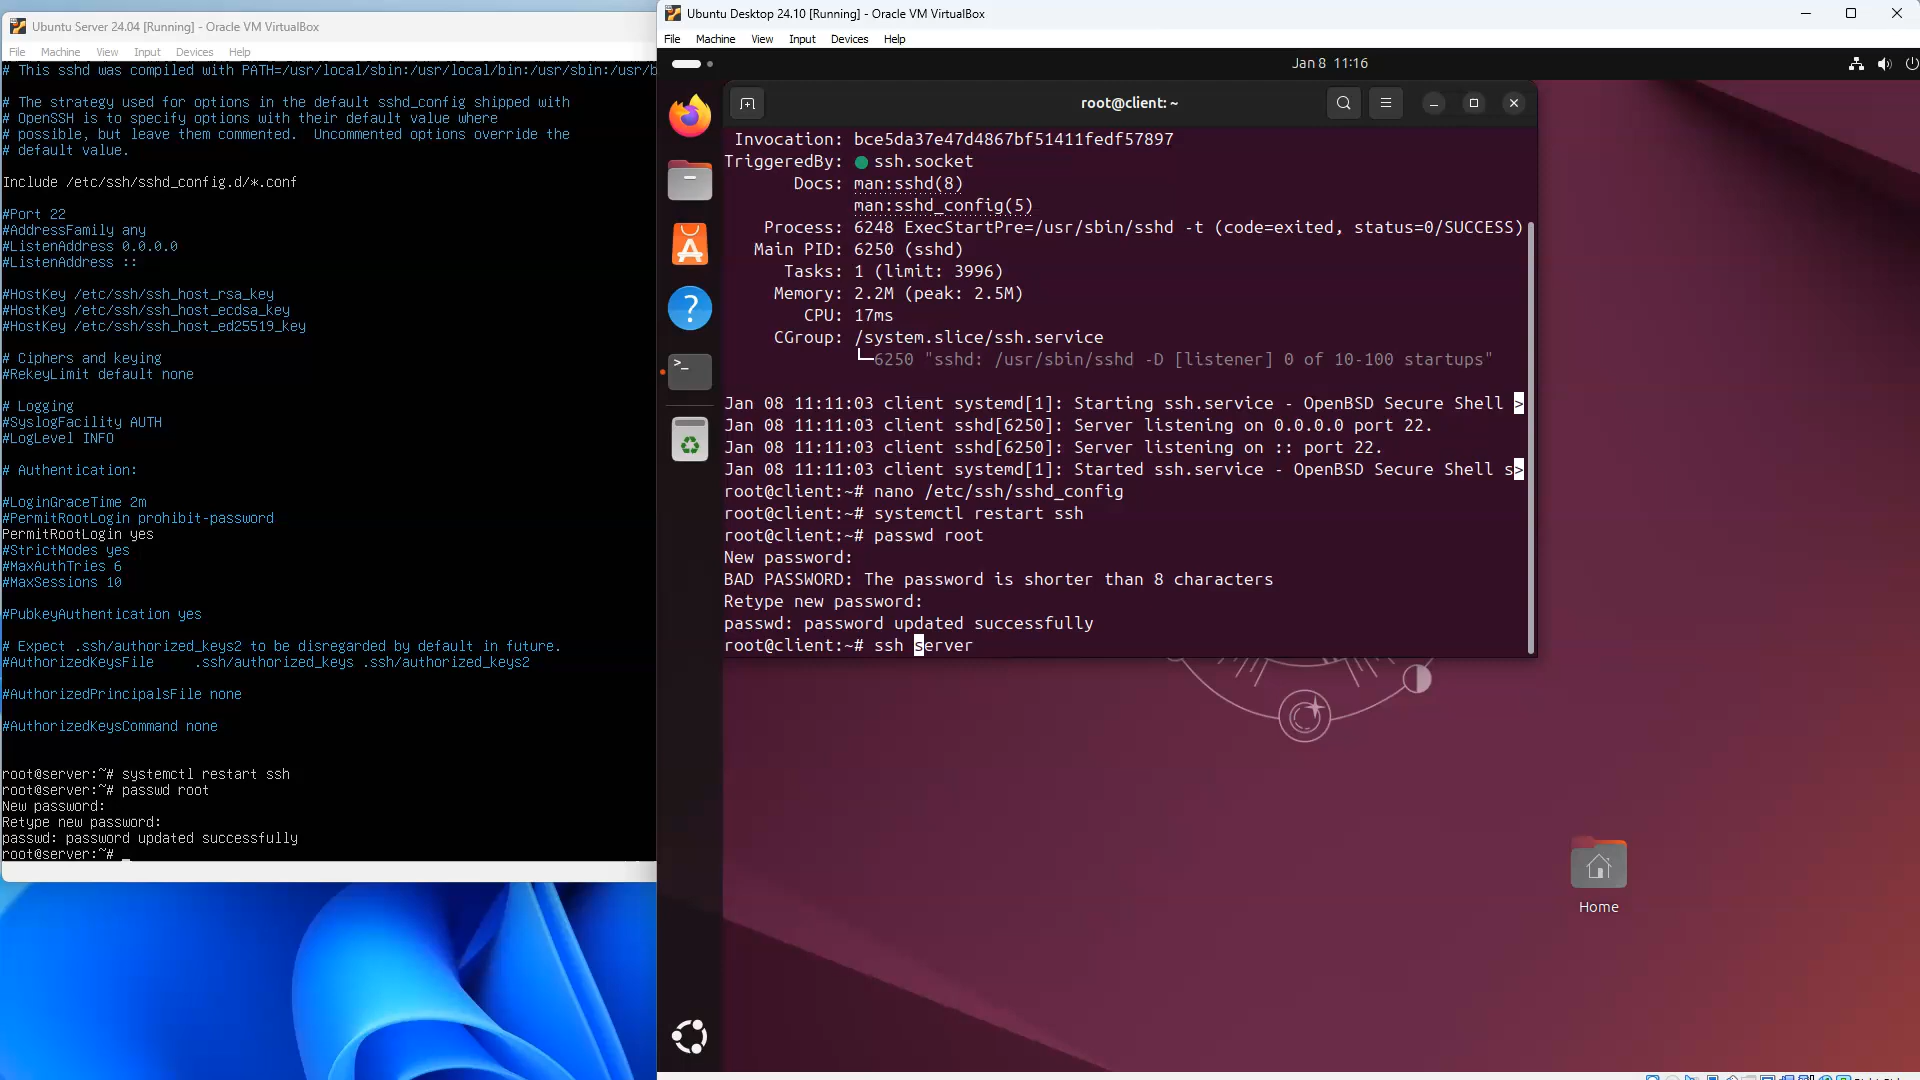 Ubuntu Server 24.04 [Running] - Oracle VM VirtualBox
File Machine View Input Devices Help
# This sshd was compiled with PATH=/usr/local/sbin:/usr/local/bin:/usr/sbin:/usr/b
# The strategy used for options in the default sshd_config shipped with
# OpenSSH is to specify options with their default value where
# possible, but leave them commented.  Uncommented options override the
# default value.
Include /etc/ssh/sshd_config.d/*.conf
#Port 22
#AddressFamily any
#ListenAddress 0.0.0.0
#ListenAddress ::
#HostKey /etc/ssh/ssh_host_rsa_key
#HostKey /etc/ssh/ssh_host_ecdsa_key
#HostKey /etc/ssh/ssh_host_ed25519_key
# Ciphers and keying
#RekeyLimit default none
# Logging
#SyslogFacility AUTH
#LogLevel INFO
# Authentication:
#LoginGraceTime 2m
#PermitRootLogin prohibit-password
PermitRootLogin yes
#StrictModes yes
#MaxAuthTries 6
#MaxSessions 10
#PubkeyAuthentication yes
# Expect .ssh/authorized_keys2 to be disregarded by default in future.
#AuthorizedKeysFile     .ssh/authorized_keys .ssh/authorized_keys2
#AuthorizedPrincipalsFile none
#AuthorizedKeysCommand none
root@server:~# systemctl restart ssh
root@server:~# passwd root
New password:
Retype new password:
passwd: password updated successfully
root@server:~# _
Ubuntu Desktop 24.10 [Running] - Oracle VM VirtualBox
File Machine View Input Devices Help
Jan 8 11:16
root@client: ~
Invocation: bce5da37e47d4867bf51411fedf57897
TriggeredBy: ● ssh.socket
Docs: man:sshd(8)
man:sshd_config(5)
Process: 6248 ExecStartPre=/usr/sbin/sshd -t (code=exited, status=0/SUCCESS)
Main PID: 6250 (sshd)
Tasks: 1 (limit: 3996)
Memory: 2.2M (peak: 2.5M)
CPU: 17ms
CGroup: /system.slice/ssh.service
└─6250 "sshd: /usr/sbin/sshd -D [listener] 0 of 10-100 startups"
Jan 08 11:11:03 client systemd[1]: Starting ssh.service - OpenBSD Secure Shell >
Jan 08 11:11:03 client sshd[6250]: Server listening on 0.0.0.0 port 22.
Jan 08 11:11:03 client sshd[6250]: Server listening on :: port 22.
Jan 08 11:11:03 client systemd[1]: Started ssh.service - OpenBSD Secure Shell s>
root@client:~# nano /etc/ssh/sshd_config
root@client:~# systemctl restart ssh
root@client:~# passwd root
New password:
BAD PASSWORD: The password is shorter than 8 characters
Retype new password:
passwd: password updated successfully
root@client:~# ssh server
Home